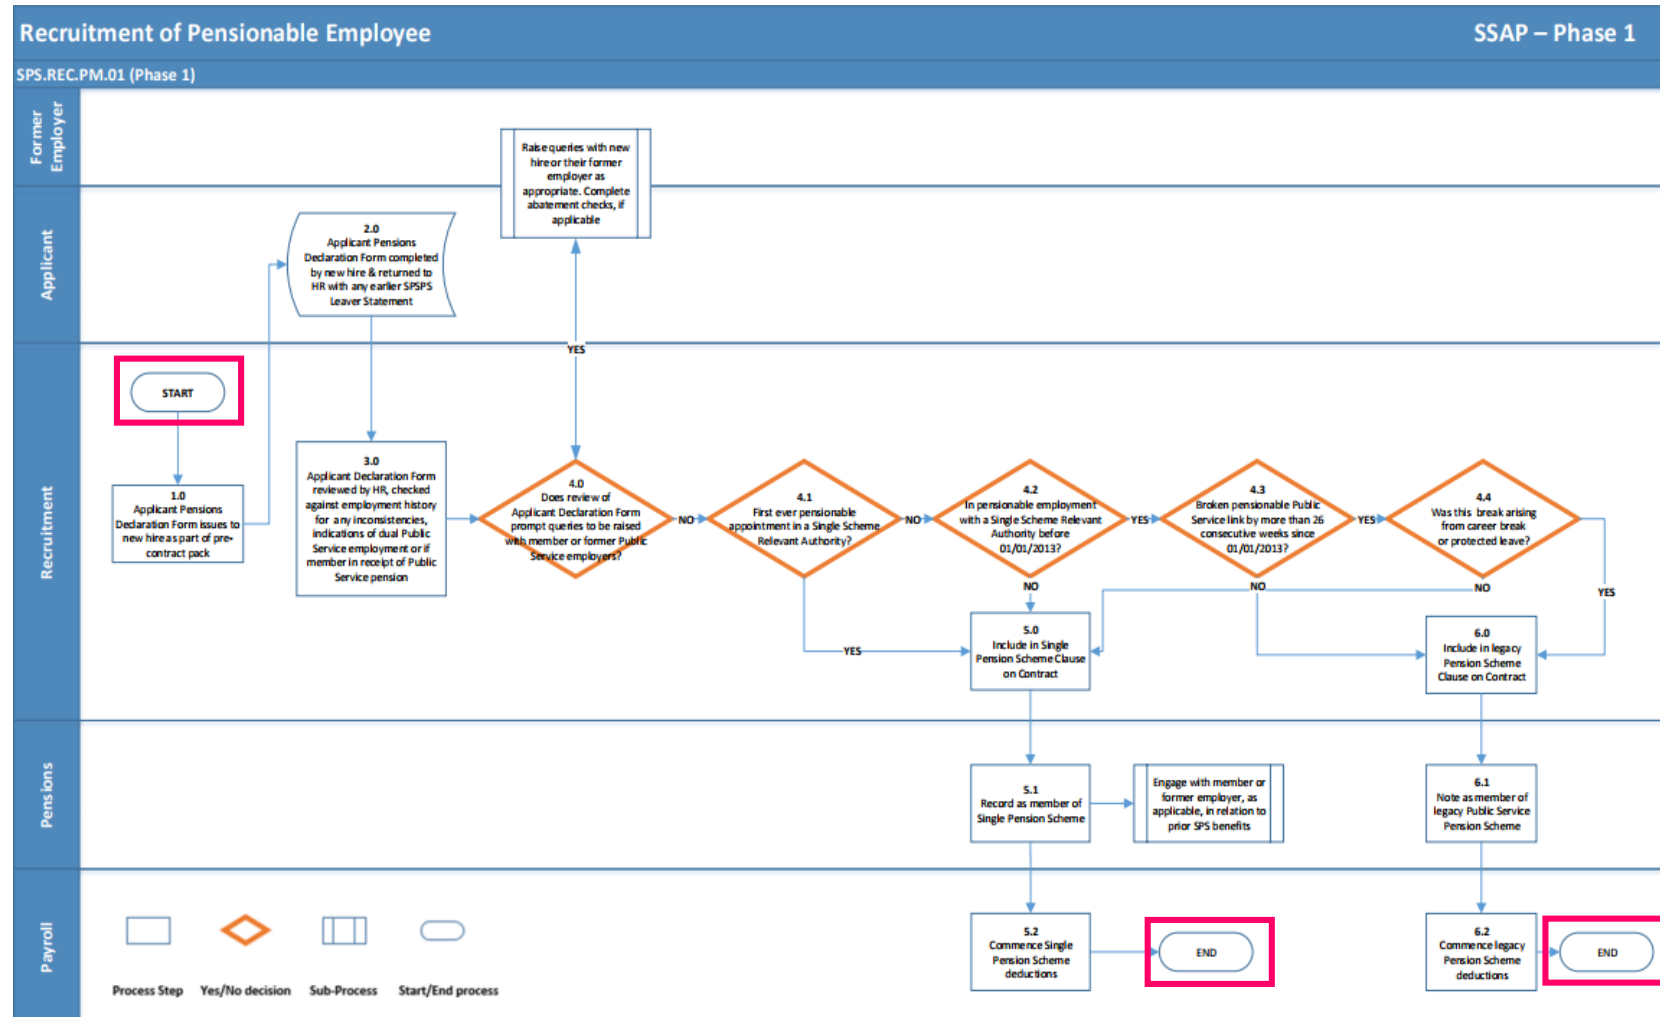 Recruitment of Pensionable Employee
SSAP – Phase 1
SPS.REC.PM.01 (Phase 1)
Former
Employer
Raise queries with new
hire or their former
employer as
appropriate. Complete
abatement checks, if
applicable
Applicant
2.0
Applicant Pensions
Declaration Form completed
by new hire & returned to
HR with any earlier SPSPS
Leaver Statement
YES
Recruitment
START
1.0
Applicant Pensions
Declaration Form issues to
new hire as part of pre-
contract pack
3.0
Applicant Declaration Form
reviewed by HR, checked
against employment history
for any inconsistencies,
indications of dual Public
Service employment or if
member in receipt of Public
Service pension
4.0
Does review of
Applicant Declaration Form
prompt queries to be raised
with member or former Public
Service employers?
NO
4.1
First ever pensionable
appointment in a Single Scheme
Relevant Authority?
NO
4.2
In pensionable employment
with a Single Scheme Relevant
Authority before
01/01/2013?
YES
4.3
Broken pensionable Public
Service link by more than 26
consecutive weeks since
01/01/2013?
YES
4.4
Was this break arising
from career break
or protected leave?
NO
NO
NO
YES
YES
5.0
Include in Single
Pension Scheme Clause
on Contract
6.0
Include in legacy
Pension Scheme
Clause on Contract
Pensions
5.1
Record as member of
Single Pension Scheme
Engage with member or
former employer, as
applicable, in relation to
prior SPS benefits
6.1
Note as member of
legacy Public Service
Pension Scheme
Payroll
5.2
Commence Single
Pension Scheme
deductions
END
6.2
Commence legacy
Pension Scheme
deductions
END
Process Step
Yes/No decision
Sub-Process
Start/End process